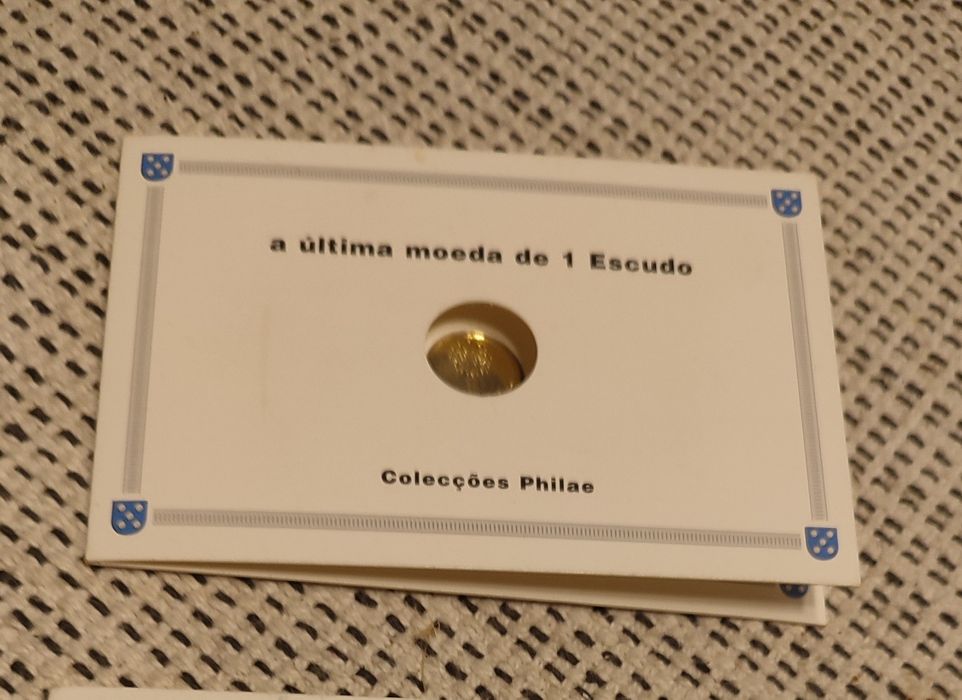 a última moeda de 1 Escudo
Colecções Philae